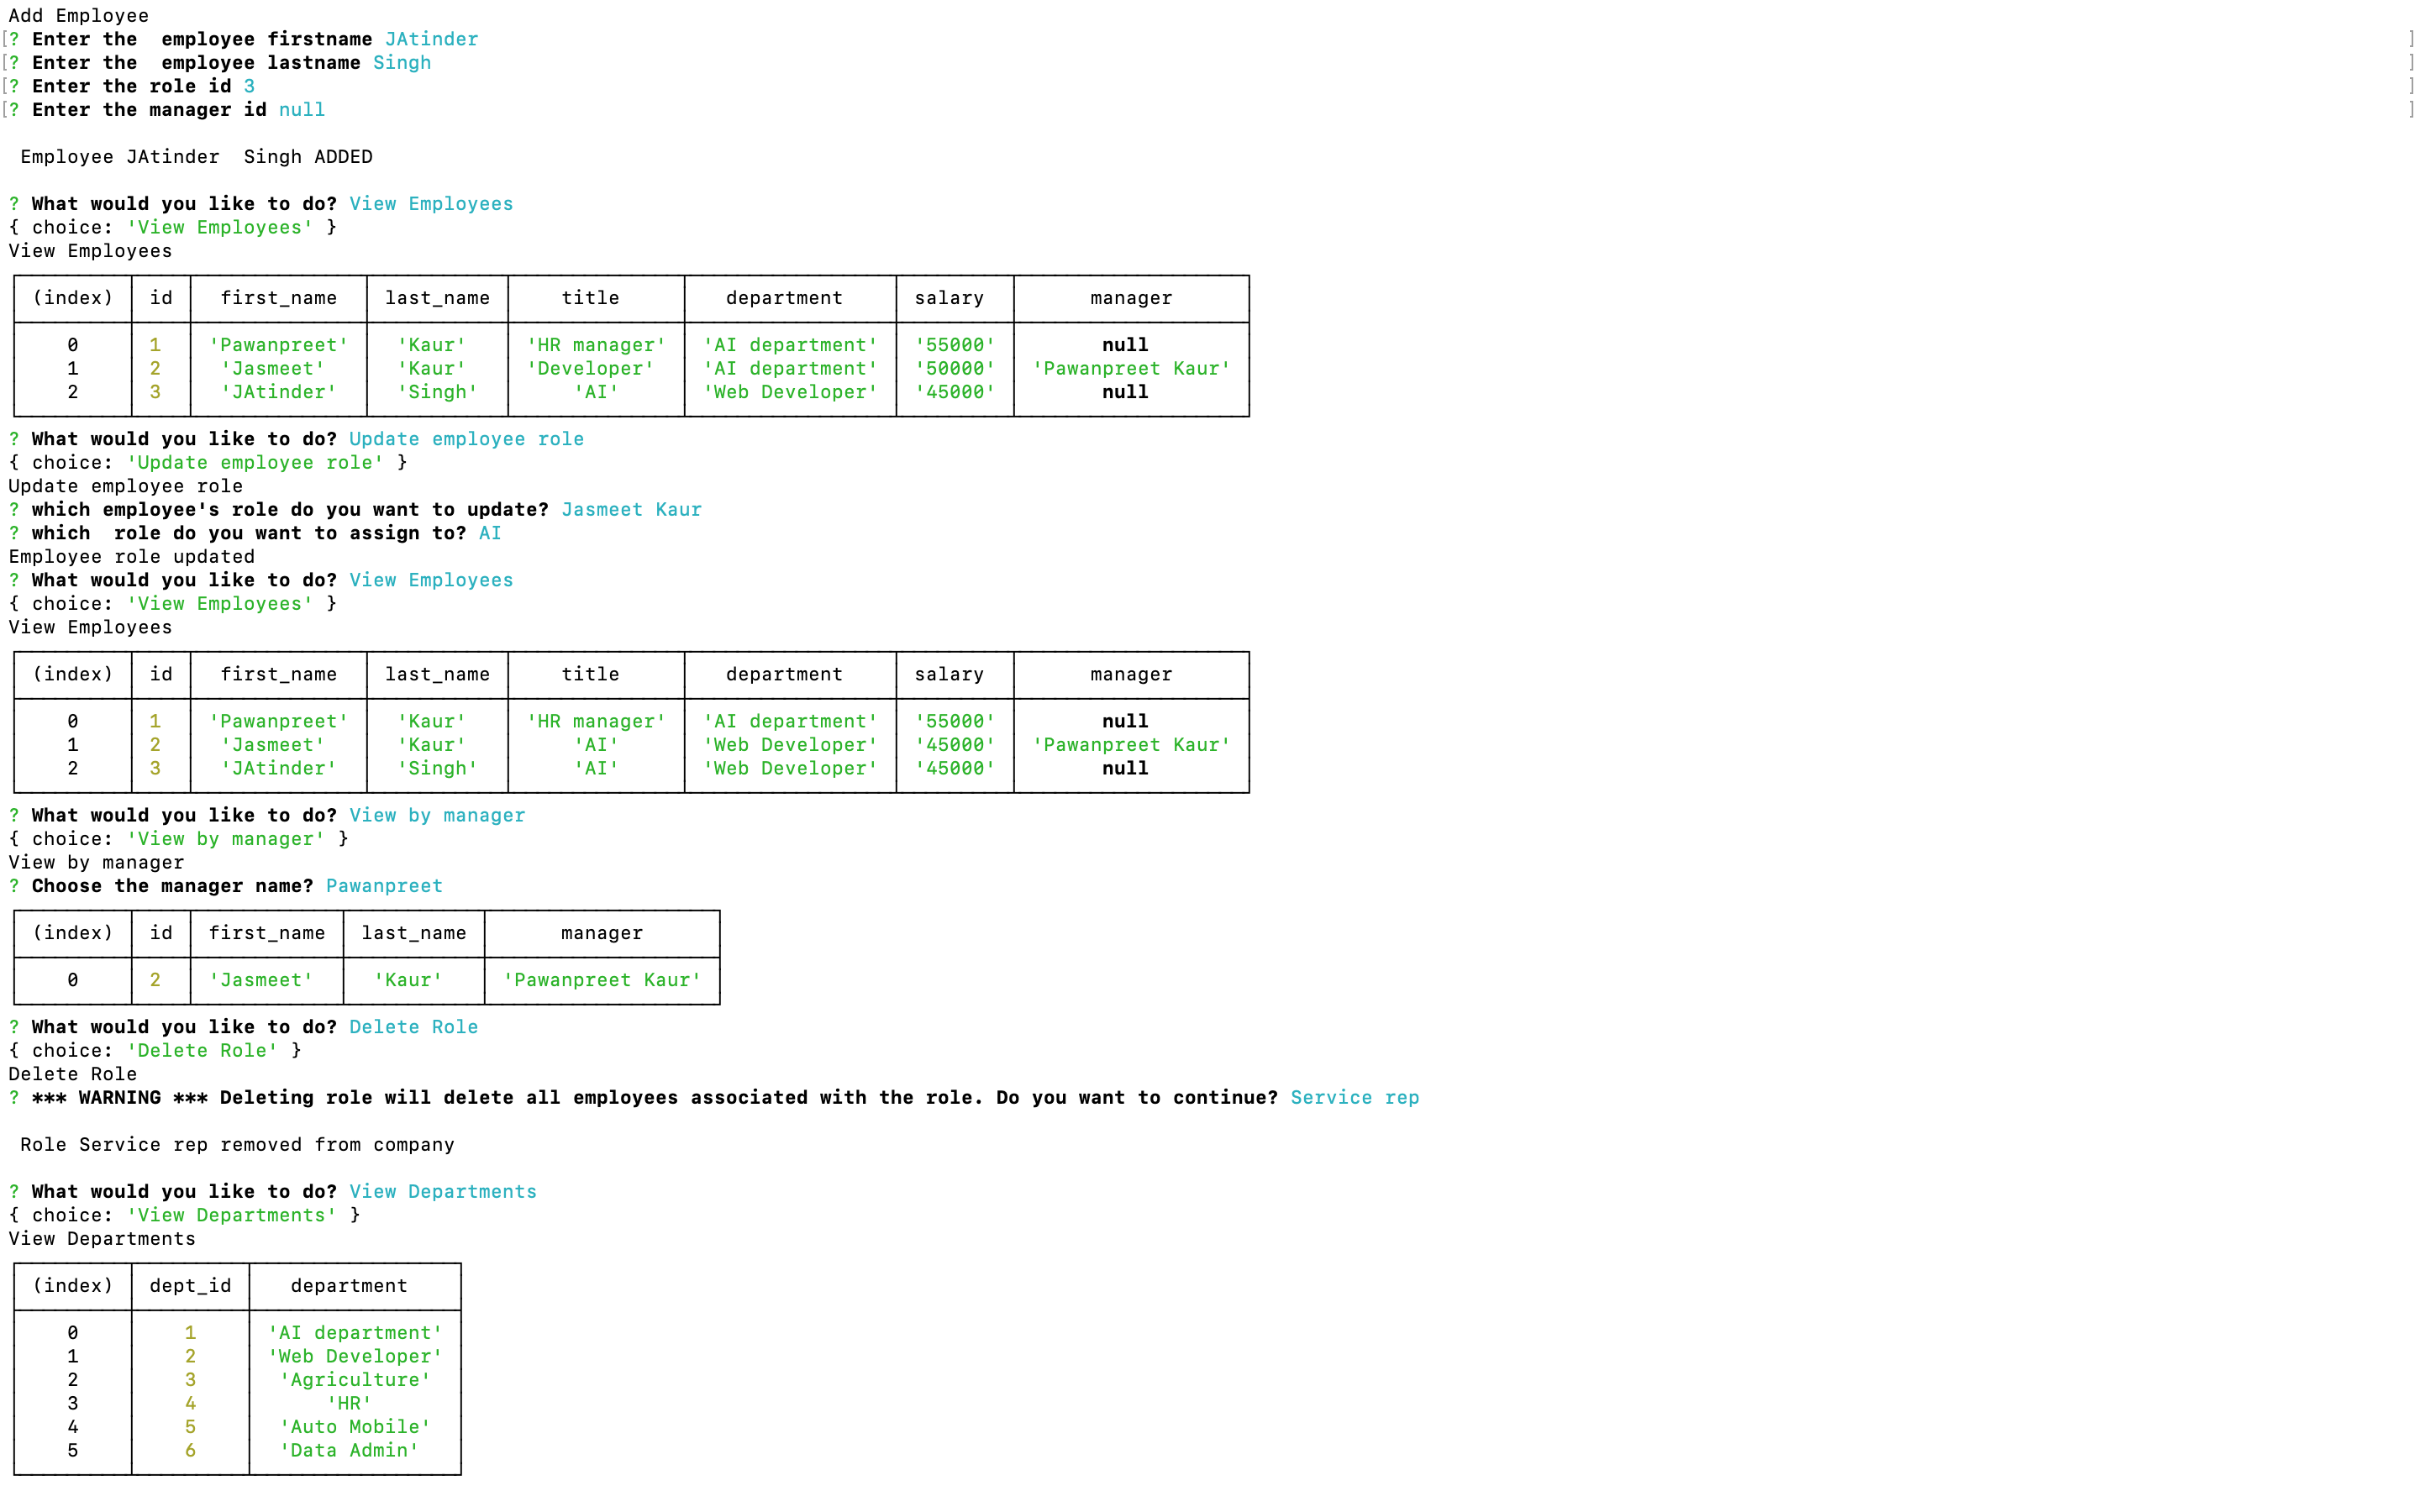 Add Employee
[? Enter the  employee firstname JAtinder ]
[? Enter the  employee lastname Singh ]
[? Enter the role id 3 ]
[? Enter the manager id null ]
 Employee JAtinder  Singh ADDED
? What would you like to do? View Employees
{ choice: 'View Employees' }
View Employees
(index) id first_name last_name title department salary manager
0 1 'Pawanpreet' 'Kaur' 'HR manager' 'AI department' '55000' null
1 2 'Jasmeet' 'Kaur' 'Developer' 'AI department' '50000' 'Pawanpreet Kaur'
2 3 'JAtinder' 'Singh' 'AI' 'Web Developer' '45000' null
? What would you like to do? Update employee role
{ choice: 'Update employee role' }
Update employee role
? which employee's role do you want to update? Jasmeet Kaur
? which  role do you want to assign to? AI
Employee role updated
? What would you like to do? View Employees
{ choice: 'View Employees' }
View Employees
(index) id first_name last_name title department salary manager
0 1 'Pawanpreet' 'Kaur' 'HR manager' 'AI department' '55000' null
1 2 'Jasmeet' 'Kaur' 'AI' 'Web Developer' '45000' 'Pawanpreet Kaur'
2 3 'JAtinder' 'Singh' 'AI' 'Web Developer' '45000' null
? What would you like to do? View by manager
{ choice: 'View by manager' }
View by manager
? Choose the manager name? Pawanpreet
(index) id first_name last_name manager
0 2 'Jasmeet' 'Kaur' 'Pawanpreet Kaur'
? What would you like to do? Delete Role
{ choice: 'Delete Role' }
Delete Role
? *** WARNING *** Deleting role will delete all employees associated with the role. Do you want to continue? Service rep
 Role Service rep removed from company
? What would you like to do? View Departments
{ choice: 'View Departments' }
View Departments
(index) dept_id department
0 1 'AI department'
1 2 'Web Developer'
2 3 'Agriculture'
3 4 'HR'
4 5 'Auto Mobile'
5 6 'Data Admin'